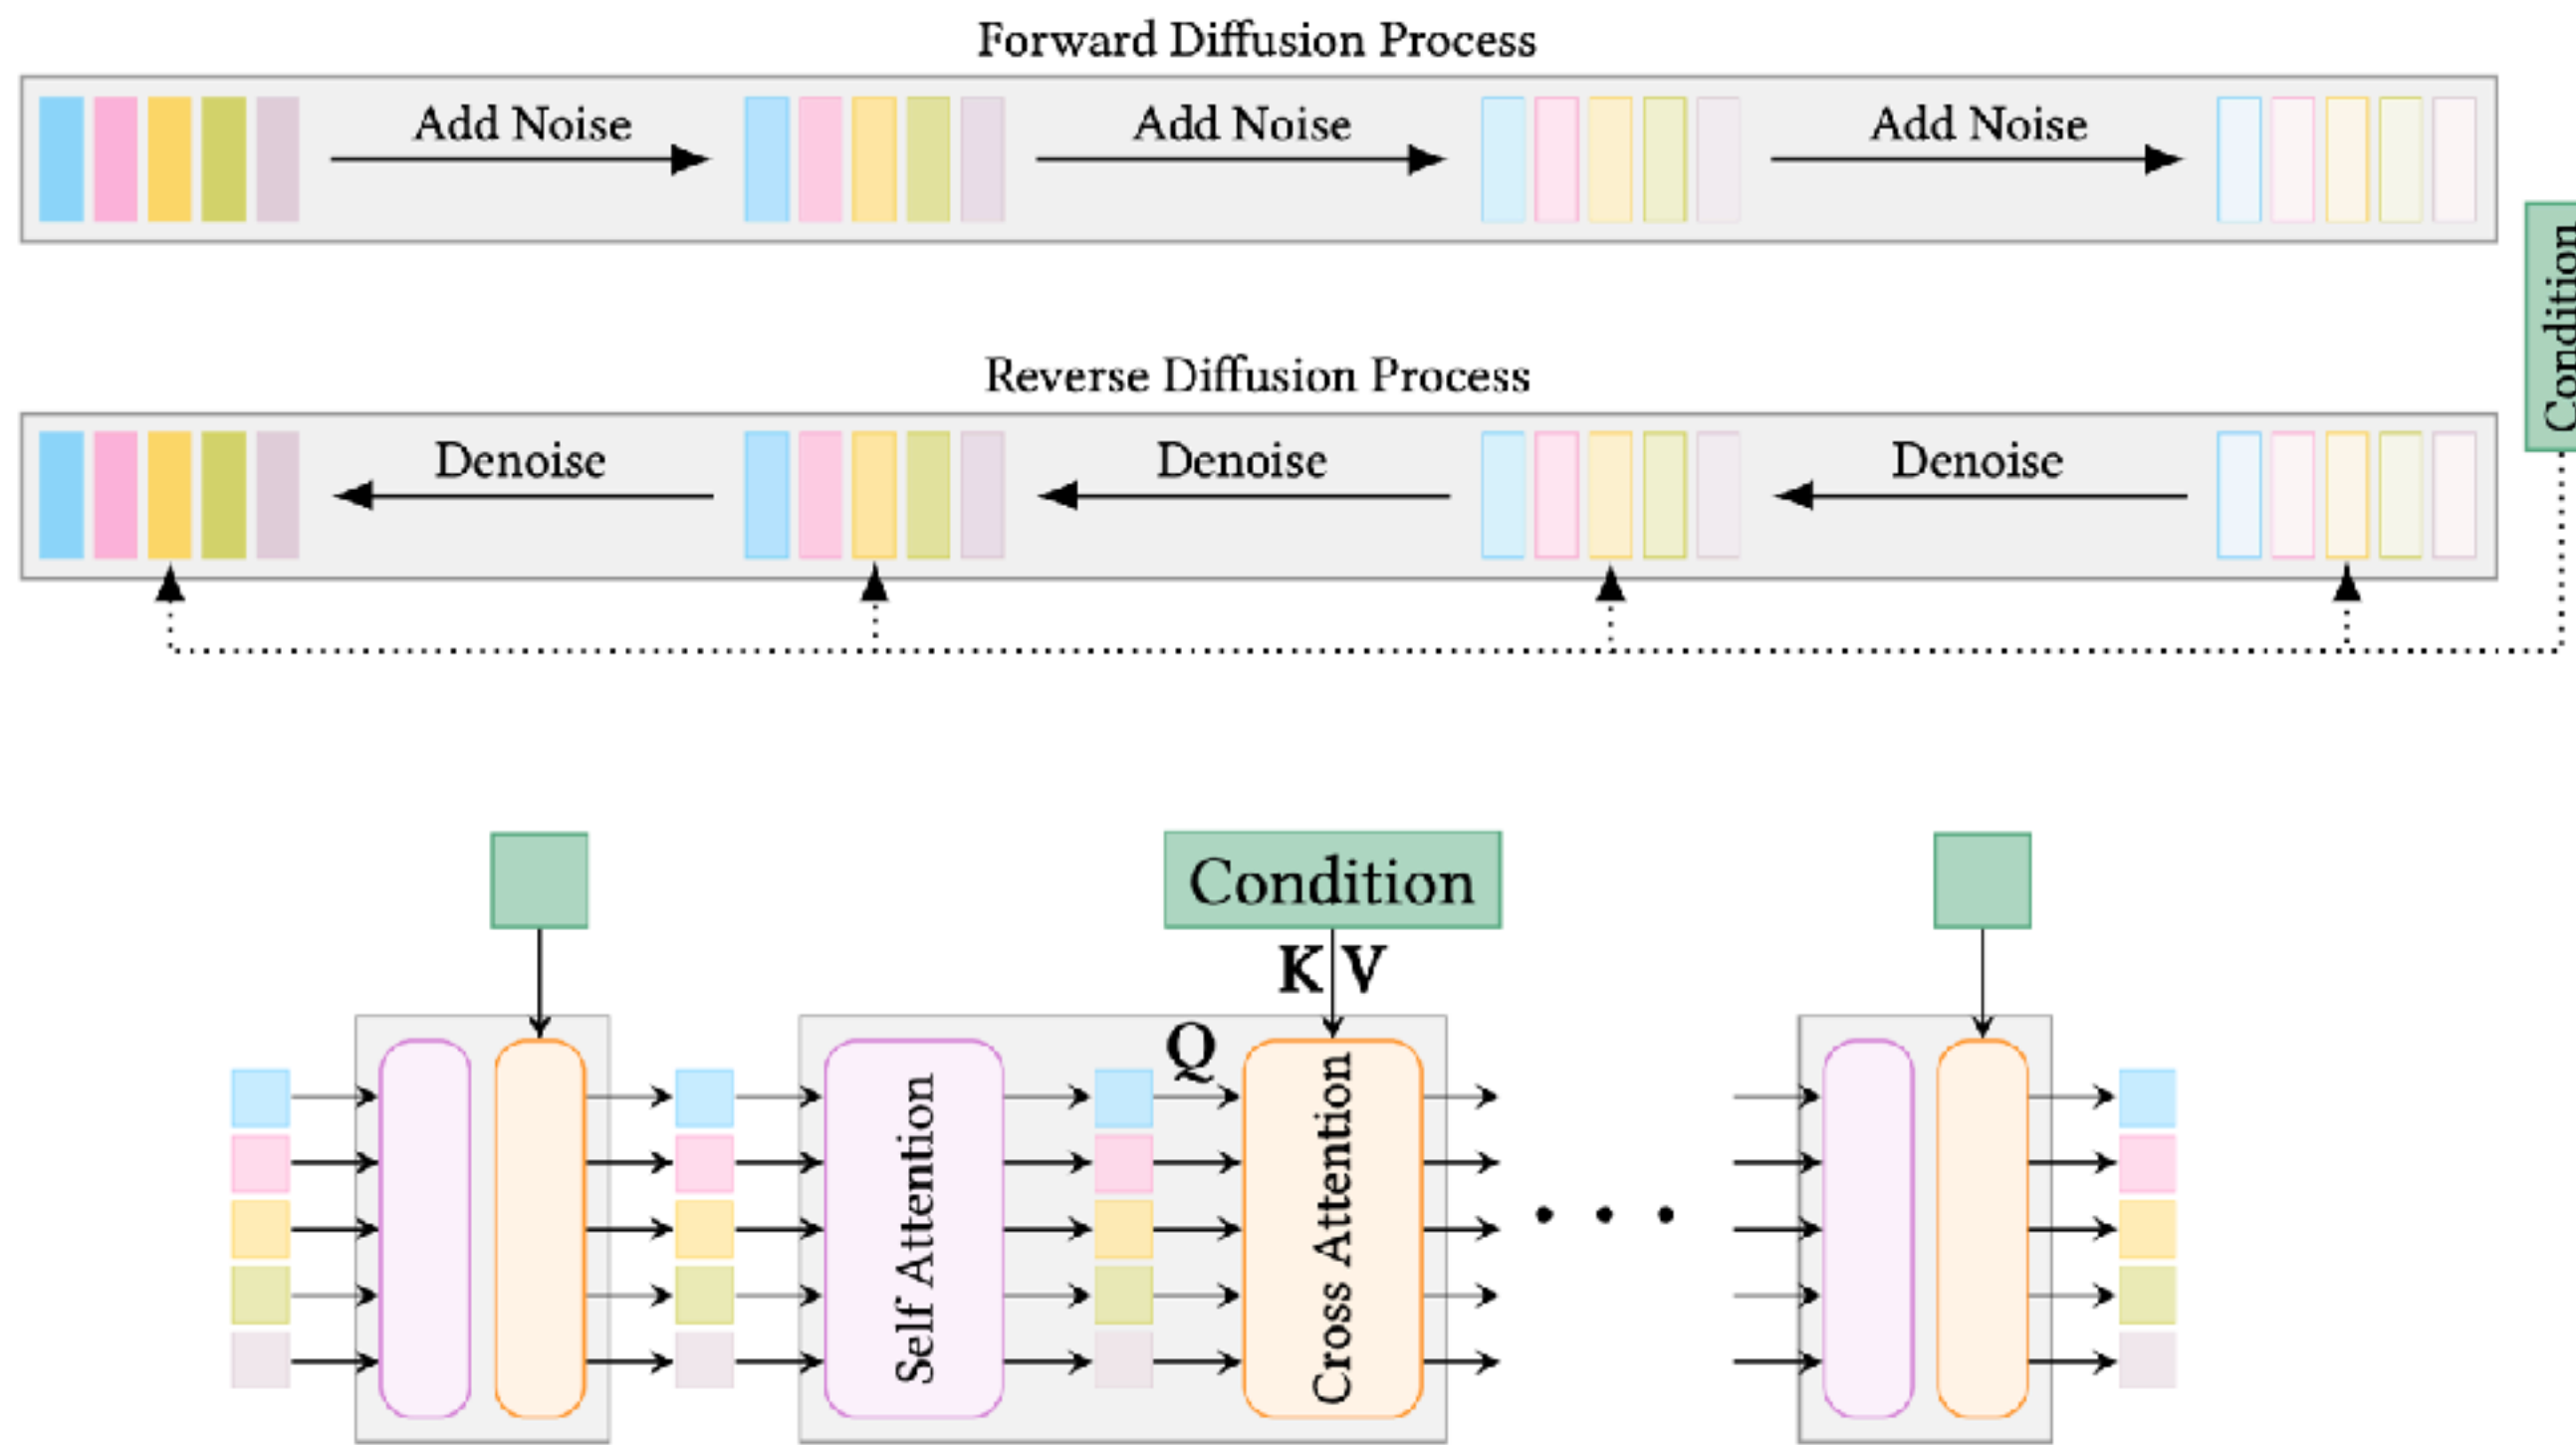 Forward Diffusion Process
Add Noise
Add Noise
Add Noise
Condition
Reverse Diffusion Process
Denoise
Denoise
Denoise
Condition
K V
Q
Self Attention
Cross Attention